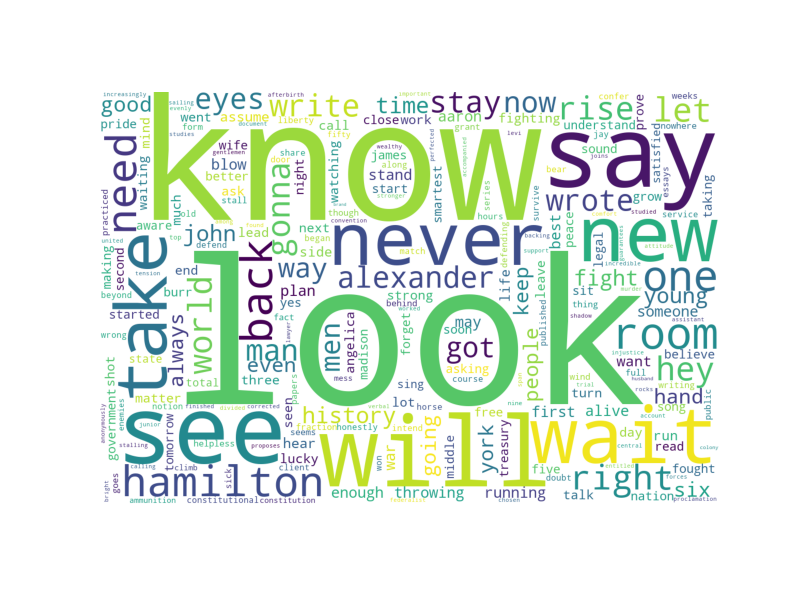 know
look
say
never
new
see
will
wait
take
need
back
one
room
right
hamilton
alexander
wrote
write
rise
let
eyes
good
time
stay
now
gonna
way
world
john
man
men
got
keep
hey
young
fight
history
york
six
hand
people
going
always
even
angelica
madison
james
aaron
burr
pride
mind
went
form
assume
liberty
call
fifty
close
work
fighting
understand
jay
prove
nowhere
satisfied
sound
joins
essays
studied
weeks
confer
important
grant
levi
accompanied
perfected
wealthy
along
share
door
wife
blow
better
ask
stall
night
watching
stand
start
stronger
smartest
series
hours
survive
bear
grow
service
taking
best
peace
legal
defending
backing
support
match
life
leave
published
incredible
murder
attitude
guarantees
someone
believe
want
injustice
assistant
shadow
sit
thing
wind
trial
full
husband
writing
rocks
turn
song
public
account
read
run
day
first
alive
free
nine
horse
lot
sing
verbal
forget
honestly
intend
strong
behind
worked
may
soon
asking
course
mess
plan
yes
fact
lawyer
three
papers
total
divided
corrected
finished
notion
matter
state
shot
government
enemies
anonymously
junior
stalling
tomorrow
helpless
seems
proposes
hear
seen
fraction
lucky
client
sick
climb
goes
calling
bright
ammunition
constitutional
constitution
enough
throwing
won
war
middle
treasury
running
five
talk
doubt
nation
fought
central
entitled
forces
colony
proclamation
chosen
making
second
aware
started
wrong
beyond
tension
united
top
defend
end
side
next
began
though
convention
old
much
waiting
practiced
increasingly
evenly
sailing
document
studies
gentlemen
afterbirth
found